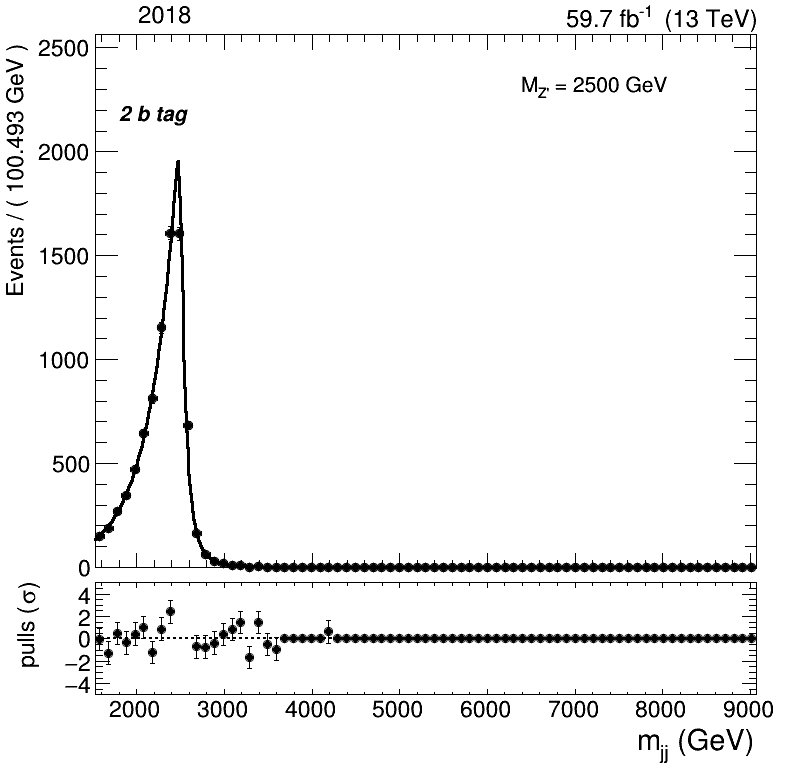 2018
59.7 fb⁻¹ (13 TeV)
Events / ( 100.493 GeV )
2500
2000
1500
1000
500
0
M_Z' = 2500 GeV
2 b tag
pulls (σ)
4
2
0
−2
−4
2000 3000 4000 5000 6000 7000 8000 9000
m_jj (GeV)